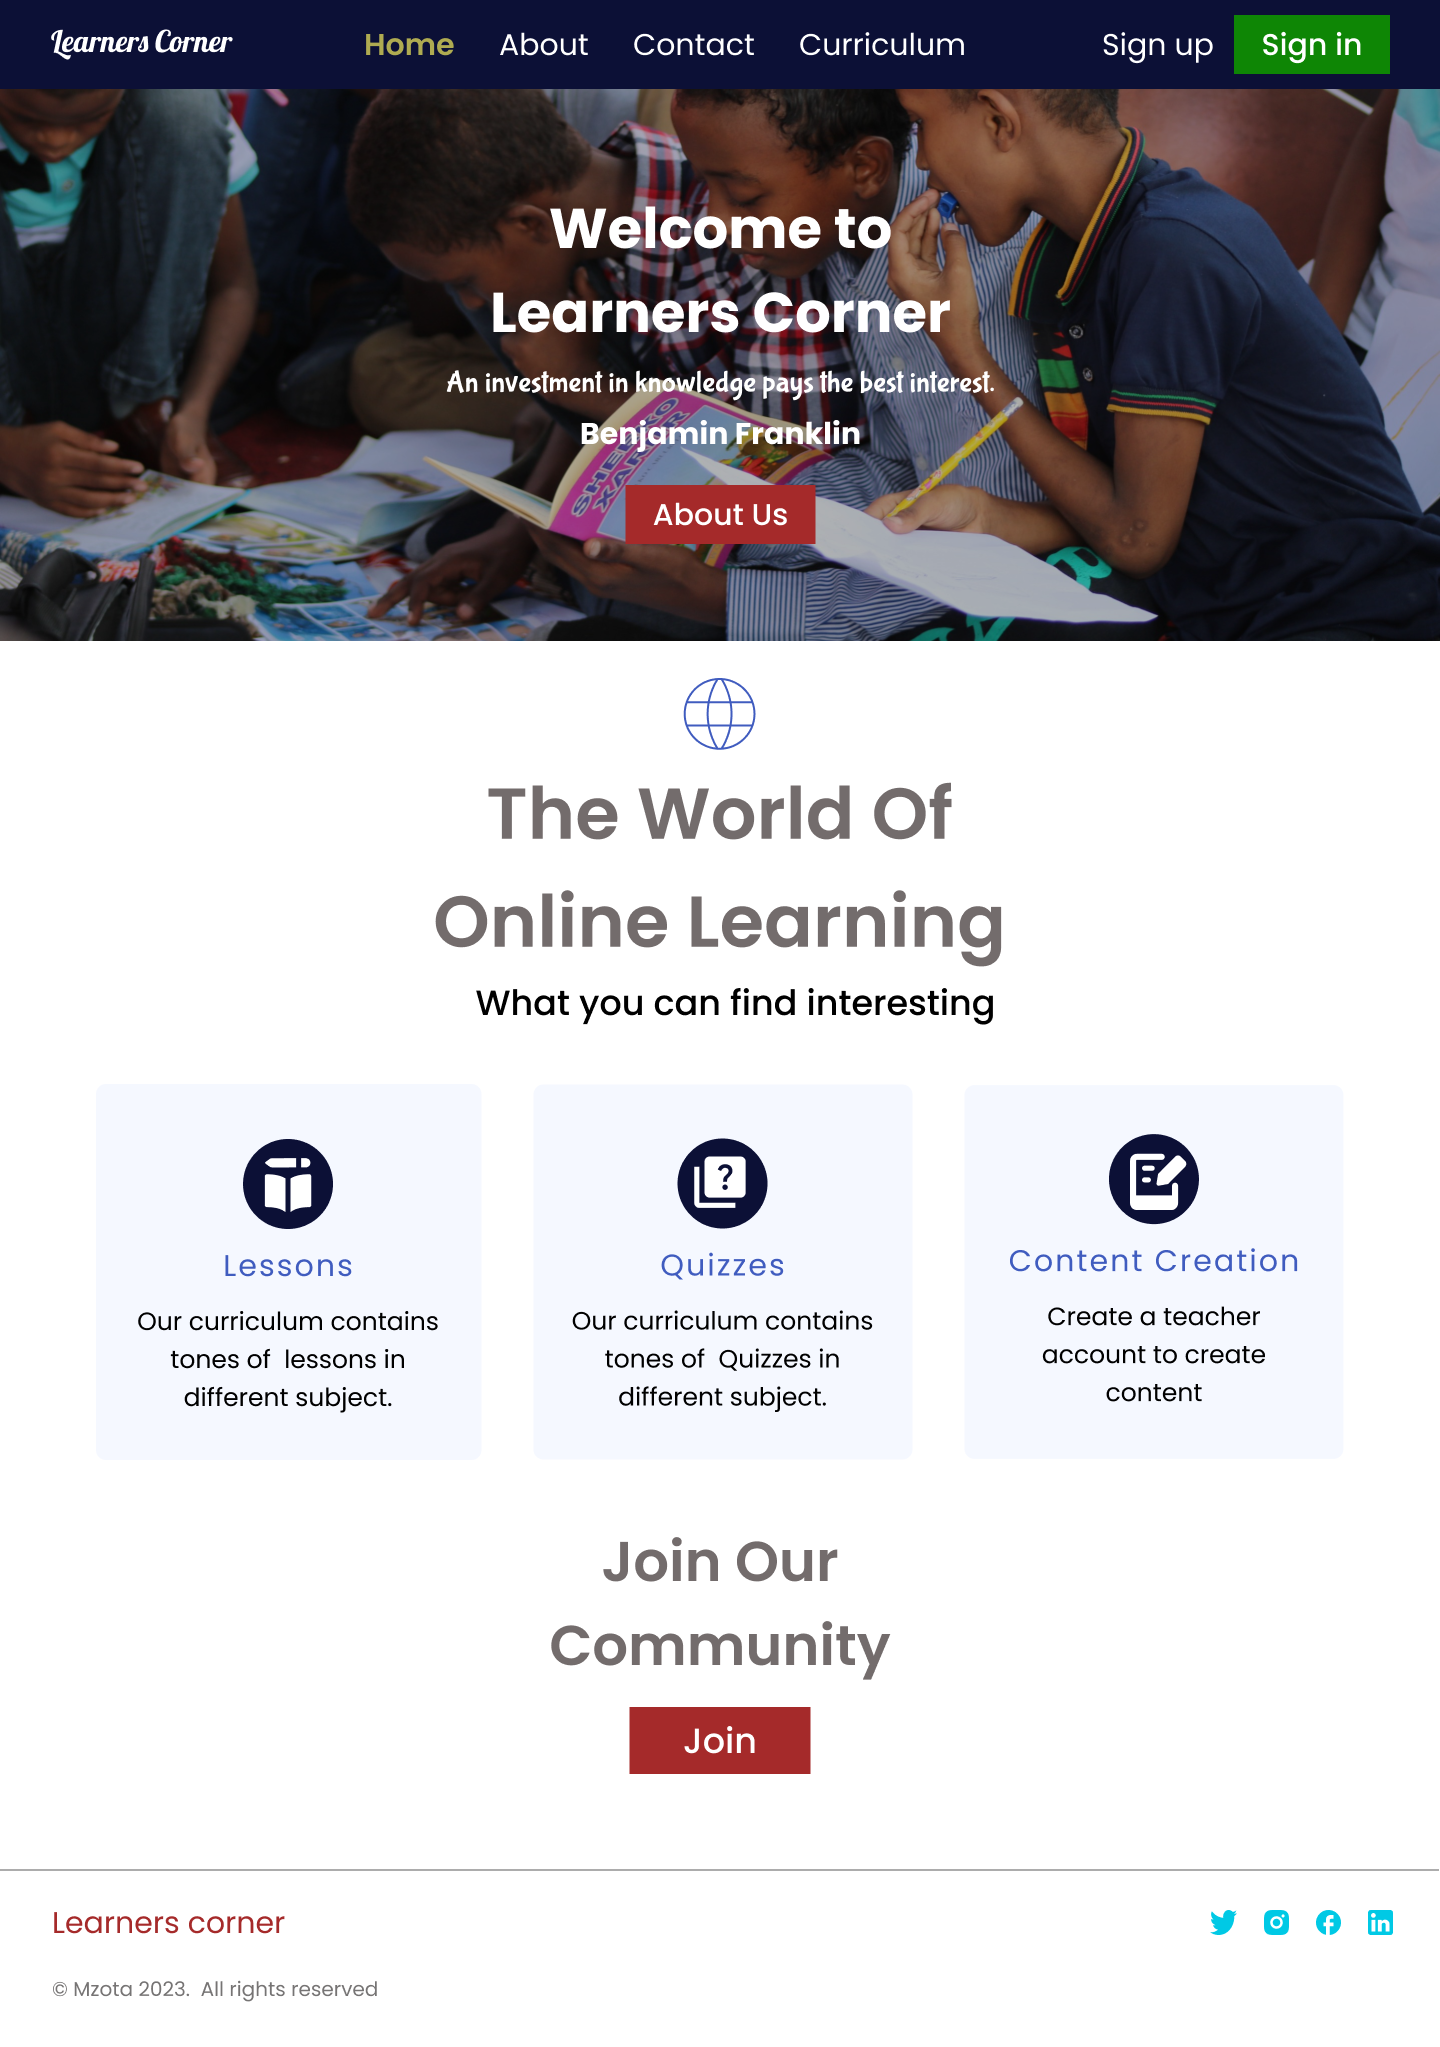 Learners Corner
Home About Contact Curriculum Sign up Sign in
Welcome to
Learners Corner
An investment in knowledge pays the best interest.
Benjamin Franklin
SHEEKO
XARIIR
About Us
The World Of
Online Learning
What you can find interesting
Lessons
Our curriculum contains
tones of lessons in
different subject.
Quizzes
Our curriculum contains
tones of Quizzes in
different subject.
Content Creation
Create a teacher
account to create
content
Join Our
Community
Join
Learners corner
© Mzota 2023. All rights reserved